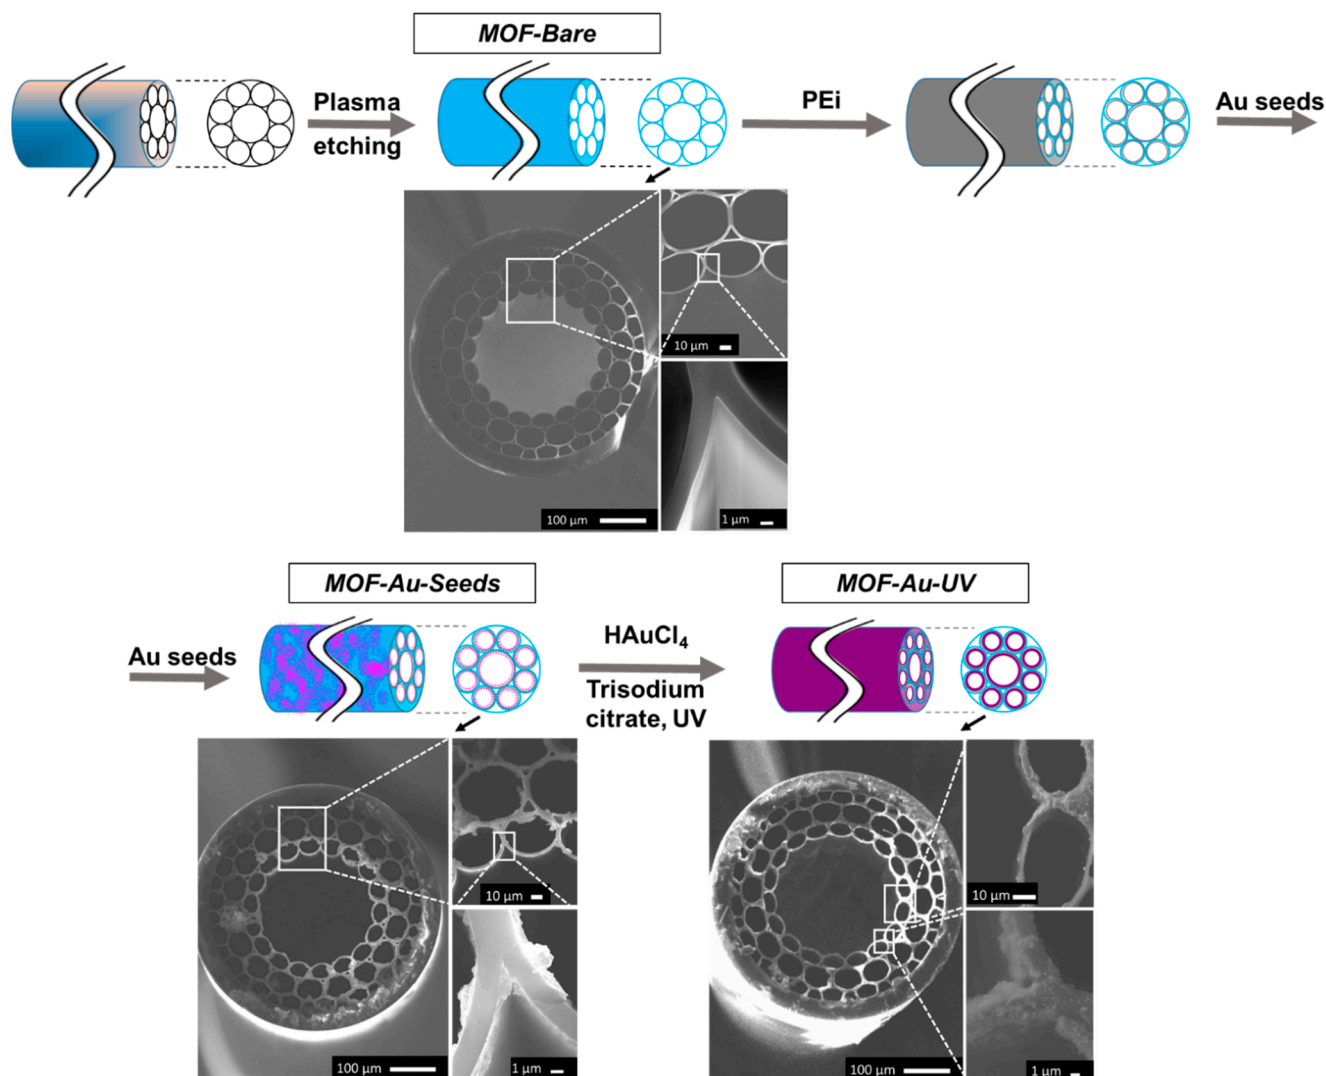 MOF-Bare
Plasma
etching
PEi
Au seeds
10 µm
100 µm
1 µm
MOF-Au-Seeds
MOF-Au-UV
Au seeds
HAuCl₄
Trisodium
citrate, UV
10 µm
100 µm
1 µm
10 µm
100 µm
1 µm